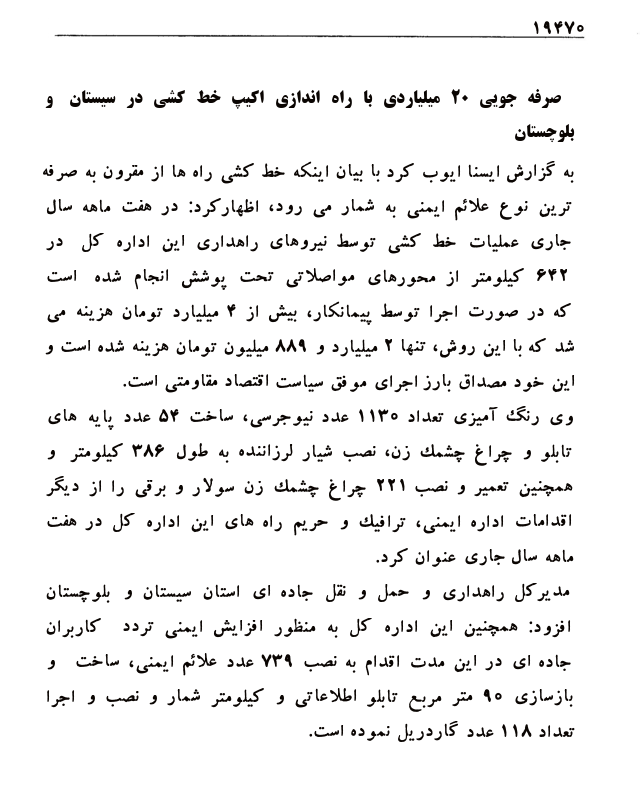 ۱۹۴۷۰
صرفه جویی ۲۰ میلیاردی با راه اندازی اکیپ خط کشی در سیستان و
بلوچستان
به گزارش ایسنا ایوب کرد با بیان اینکه خط کشی راه ها از مقرون به صرفه
ترین نوع علائم ایمنی به شمار می رود، اظهارکرد: در هفت ماهه سال
جاری عملیات خط کشی توسط نیروهای راهداری این اداره کل در
۶۴۲ کیلومتر از محورهای مواصلاتی تحت پوشش انجام شده است
که در صورت اجرا توسط پیمانکار، بیش از ۴ میلیارد تومان هزینه می
شد که با این روش، تنها ۲ میلیارد و ۸۸۹ میلیون تومان هزینه شده است و
این خود مصداق بارز اجرای موفق سیاست اقتصاد مقاومتی است.
وی رنگ آمیزی تعداد ۱۱۳۰ عدد نیوجرسی، ساخت ۵۴ عدد پایه های
تابلو و چراغ چشمك زن، نصب شیار لرزاننده به طول ۳۸۶ کیلومتر و
همچنین تعمیر و نصب ۲۲۱ چراغ چشمك زن سولار و برقی را از دیگر
اقدامات اداره ایمنی، ترافیك و حریم راه های این اداره کل در هفت
ماهه سال جاری عنوان کرد.
مدیرکل راهداری و حمل و نقل جاده ای استان سیستان و بلوچستان
افزود: همچنین این اداره کل به منظور افزایش ایمنی تردد کاربران
جاده ای در این مدت اقدام به نصب ۷۳۹ عدد علائم ایمنی، ساخت و
بازسازی ۹۰ متر مربع تابلو اطلاعاتی و کیلومتر شمار و نصب و اجرا
تعداد ۱۱۸ عدد گاردریل نموده است.